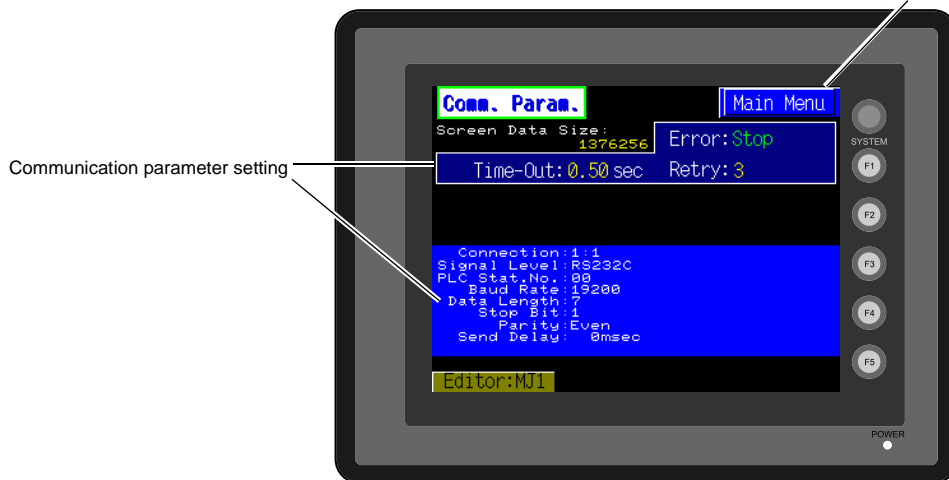 Comm. Param.
Main Menu
Screen Data Size:
1376256
Error:Stop
Time-Out:0.50 sec
Retry:3
Communication parameter setting
Connection:1:1
Signal Level:RS232C
PLC Stat.No.:00
Baud Rate:19200
Data Length:7
Stop Bit:1
Parity:Even
Send Delay: 0msec
Editor:MJ1
SYSTEM
F1
F2
F3
F4
F5
POWER